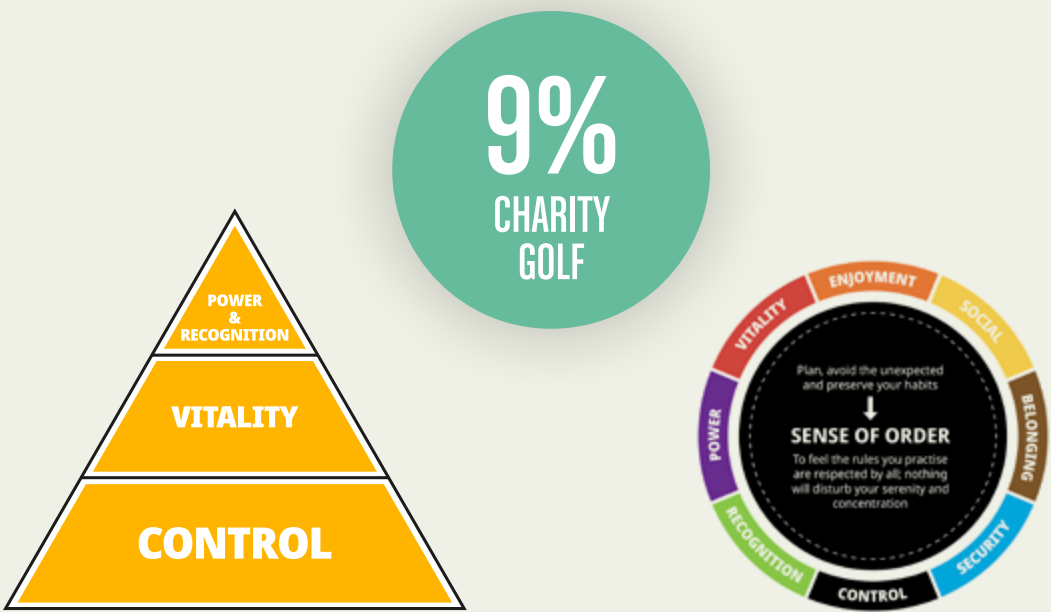 9%
CHARITY
GOLF
POWER
&
RECOGNITION
VITALITY
CONTROL
ENJOYMENT
SOCIAL
BELONGING
SECURITY
CONTROL
RECOGNITION
POWER
VITALITY
Plan, avoid the unexpected
and preserve your habits
SENSE OF ORDER
To feel the rules you practise
are respected by all; nothing
will disturb your serenity and
concentration